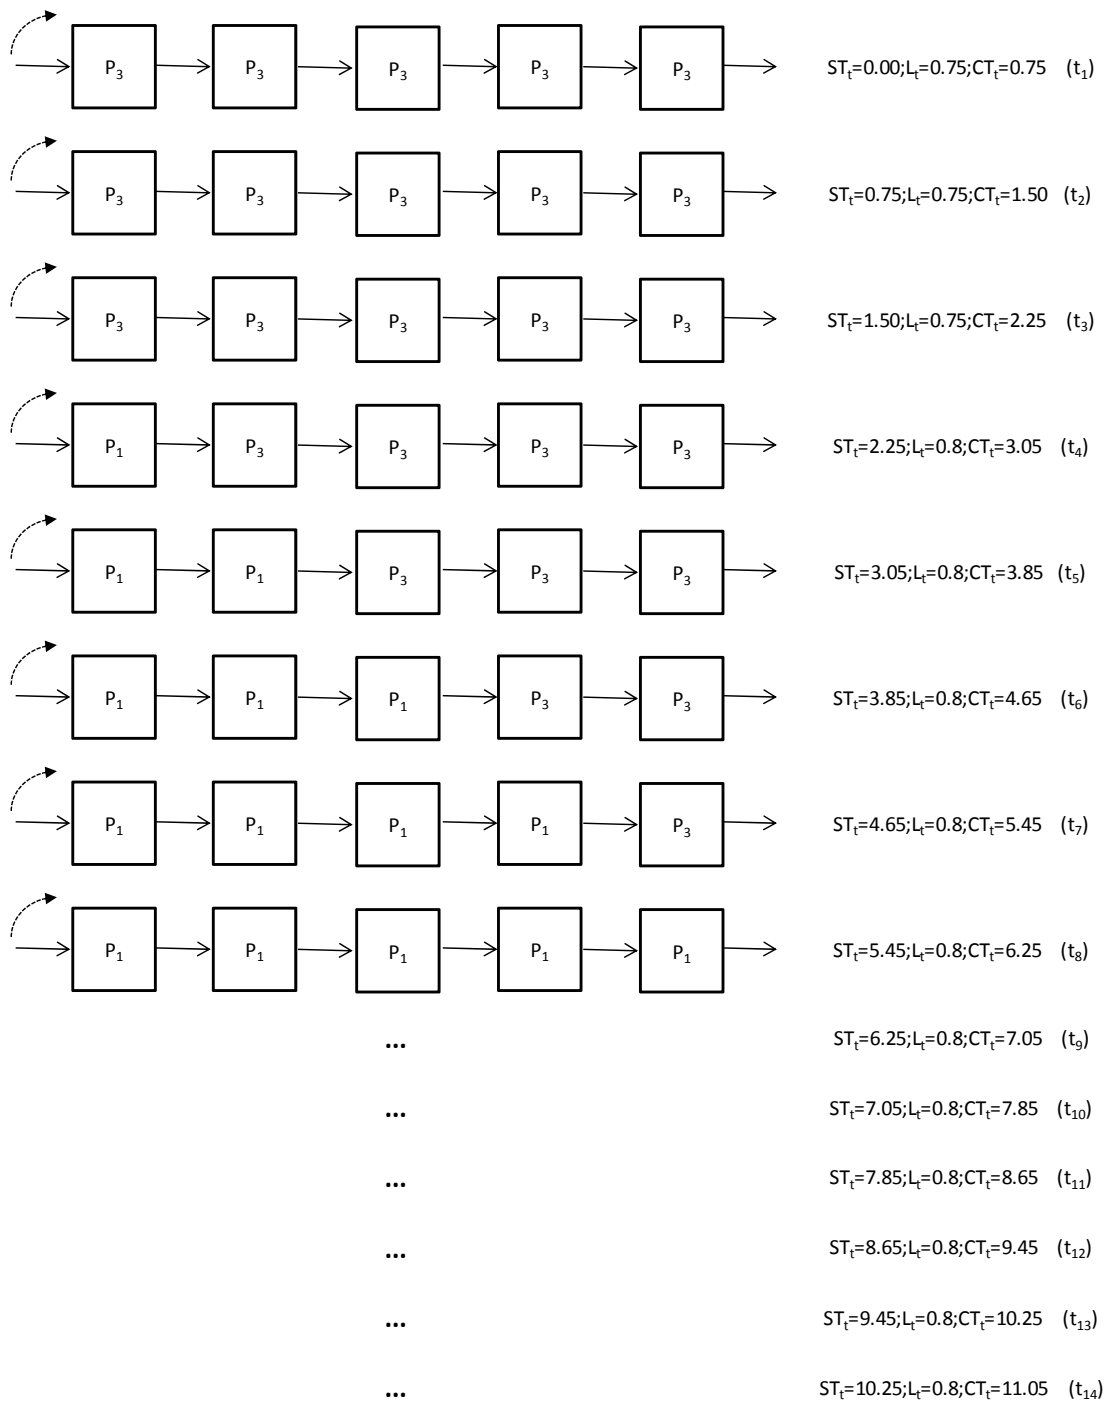 P₃ P₃ P₃ P₃ P₃ STₜ=0.00;Lₜ=0.75;CTₜ=0.75 (t₁)
P₃ P₃ P₃ P₃ P₃ STₜ=0.75;Lₜ=0.75;CTₜ=1.50 (t₂)
P₃ P₃ P₃ P₃ P₃ STₜ=1.50;Lₜ=0.75;CTₜ=2.25 (t₃)
P₁ P₃ P₃ P₃ P₃ STₜ=2.25;Lₜ=0.8;CTₜ=3.05 (t₄)
P₁ P₁ P₃ P₃ P₃ STₜ=3.05;Lₜ=0.8;CTₜ=3.85 (t₅)
P₁ P₁ P₁ P₃ P₃ STₜ=3.85;Lₜ=0.8;CTₜ=4.65 (t₆)
P₁ P₁ P₁ P₁ P₃ STₜ=4.65;Lₜ=0.8;CTₜ=5.45 (t₇)
P₁ P₁ P₁ P₁ P₁ STₜ=5.45;Lₜ=0.8;CTₜ=6.25 (t₈)
... STₜ=6.25;Lₜ=0.8;CTₜ=7.05 (t₉)
... STₜ=7.05;Lₜ=0.8;CTₜ=7.85 (t₁₀)
... STₜ=7.85;Lₜ=0.8;CTₜ=8.65 (t₁₁)
... STₜ=8.65;Lₜ=0.8;CTₜ=9.45 (t₁₂)
... STₜ=9.45;Lₜ=0.8;CTₜ=10.25 (t₁₃)
... STₜ=10.25;Lₜ=0.8;CTₜ=11.05 (t₁₄)